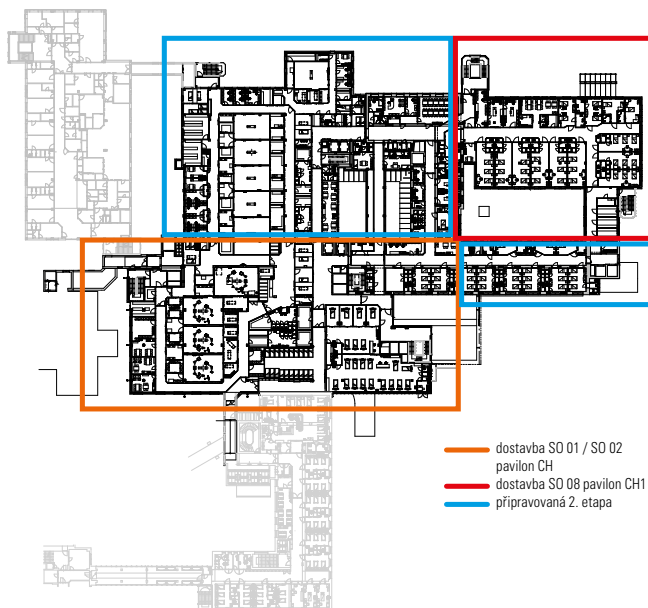 dostavba SO 01 / SO 02
pavilon CH
dostavba SO 08 pavilon CH1
připravovaná 2. etapa